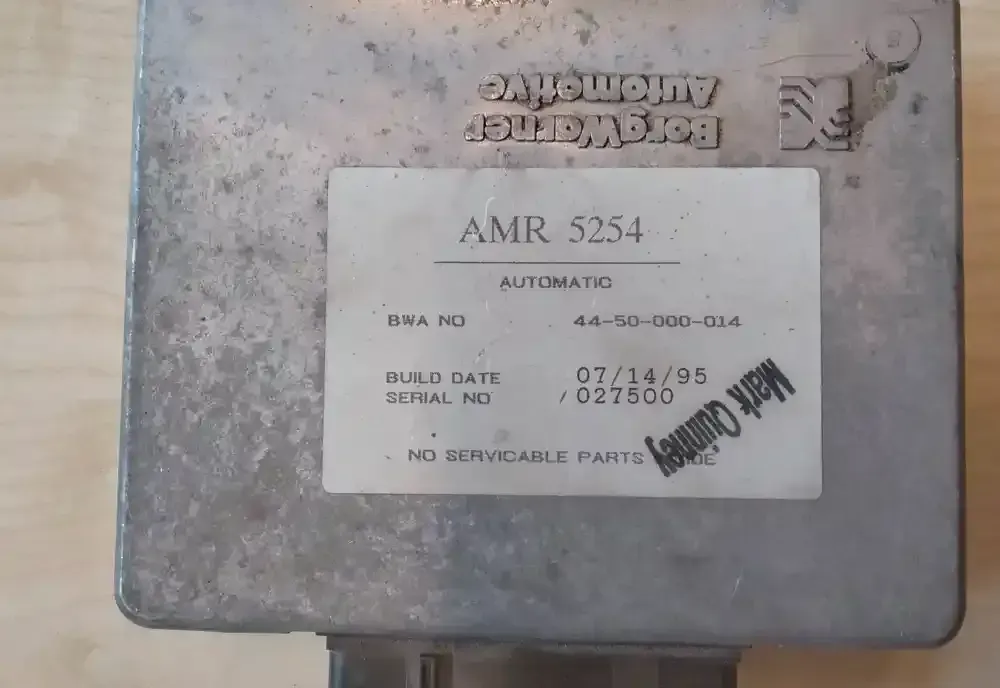 BorgWarner
Automotive
AMR 5254
AUTOMATIC
BWA NO 44-50-000-014
BUILD DATE 07/14/95
SERIAL NO /027500
NO SERVICABLE PARTS
Mark Quinney